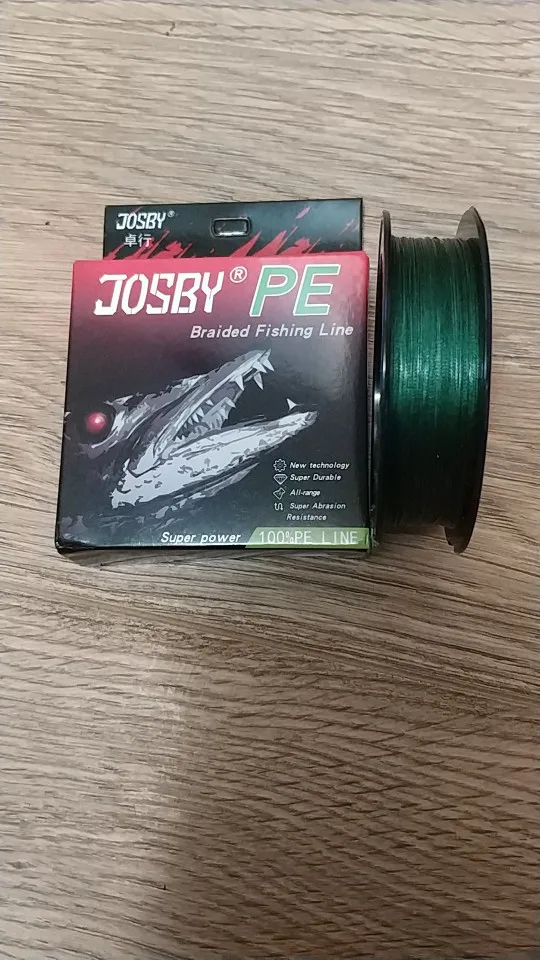 JOSBY®
卓行
JOSBY® PE
Braided Fishing Line
New technology
Super Durable
All-range
Super Abrasion
Resistance
Super power 100%PE LINE